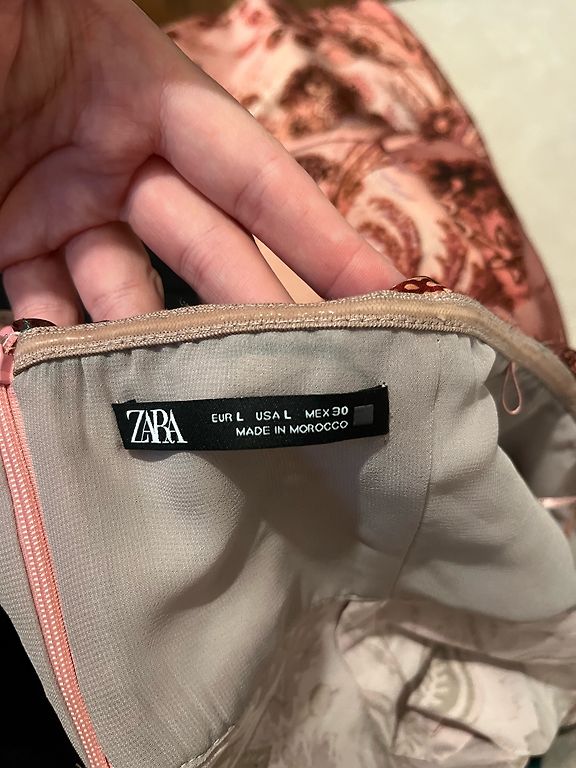 ZARA
EUR L USA L MEX 30
MADE IN MOROCCO